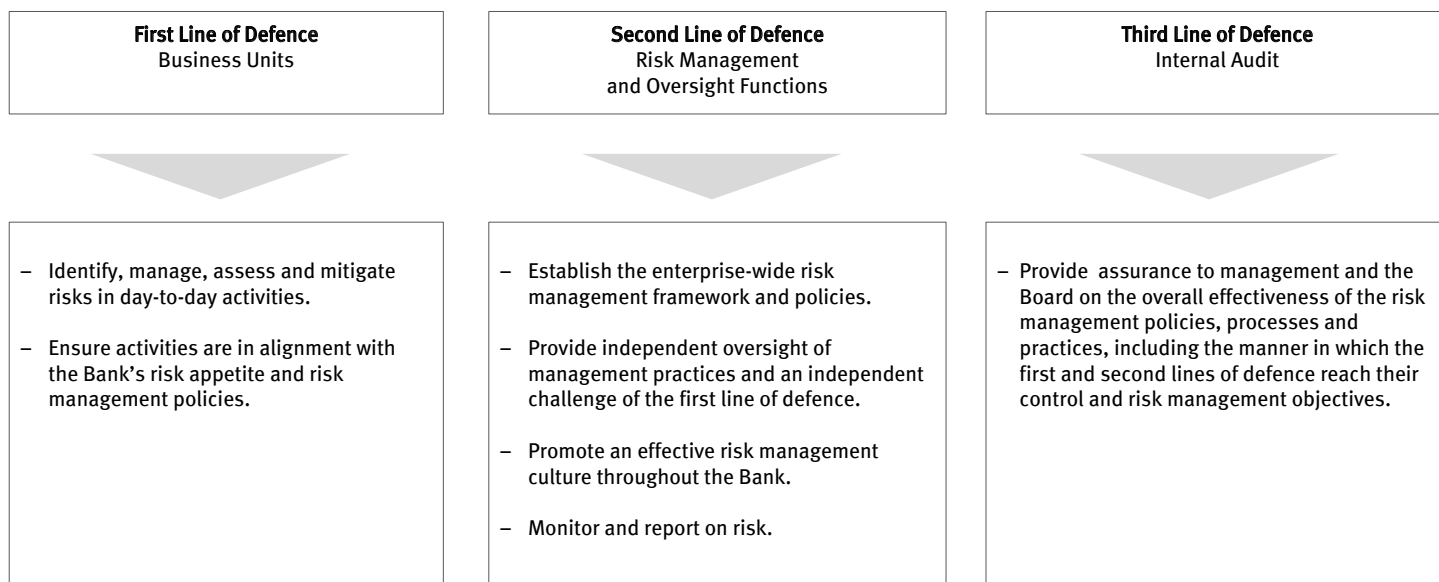 First Line of Defence
Business Units
Second Line of Defence
Risk Management
and Oversight Functions
Third Line of Defence
Internal Audit
– Identify, manage, assess and mitigate
risks in day-to-day activities.
– Ensure activities are in alignment with
the Bank’s risk appetite and risk
management policies.
– Establish the enterprise-wide risk
management framework and policies.
– Provide independent oversight of
management practices and an independent
challenge of the first line of defence.
– Promote an effective risk management
culture throughout the Bank.
– Monitor and report on risk.
– Provide assurance to management and the
Board on the overall effectiveness of the risk
management policies, processes and
practices, including the manner in which the
first and second lines of defence reach their
control and risk management objectives.